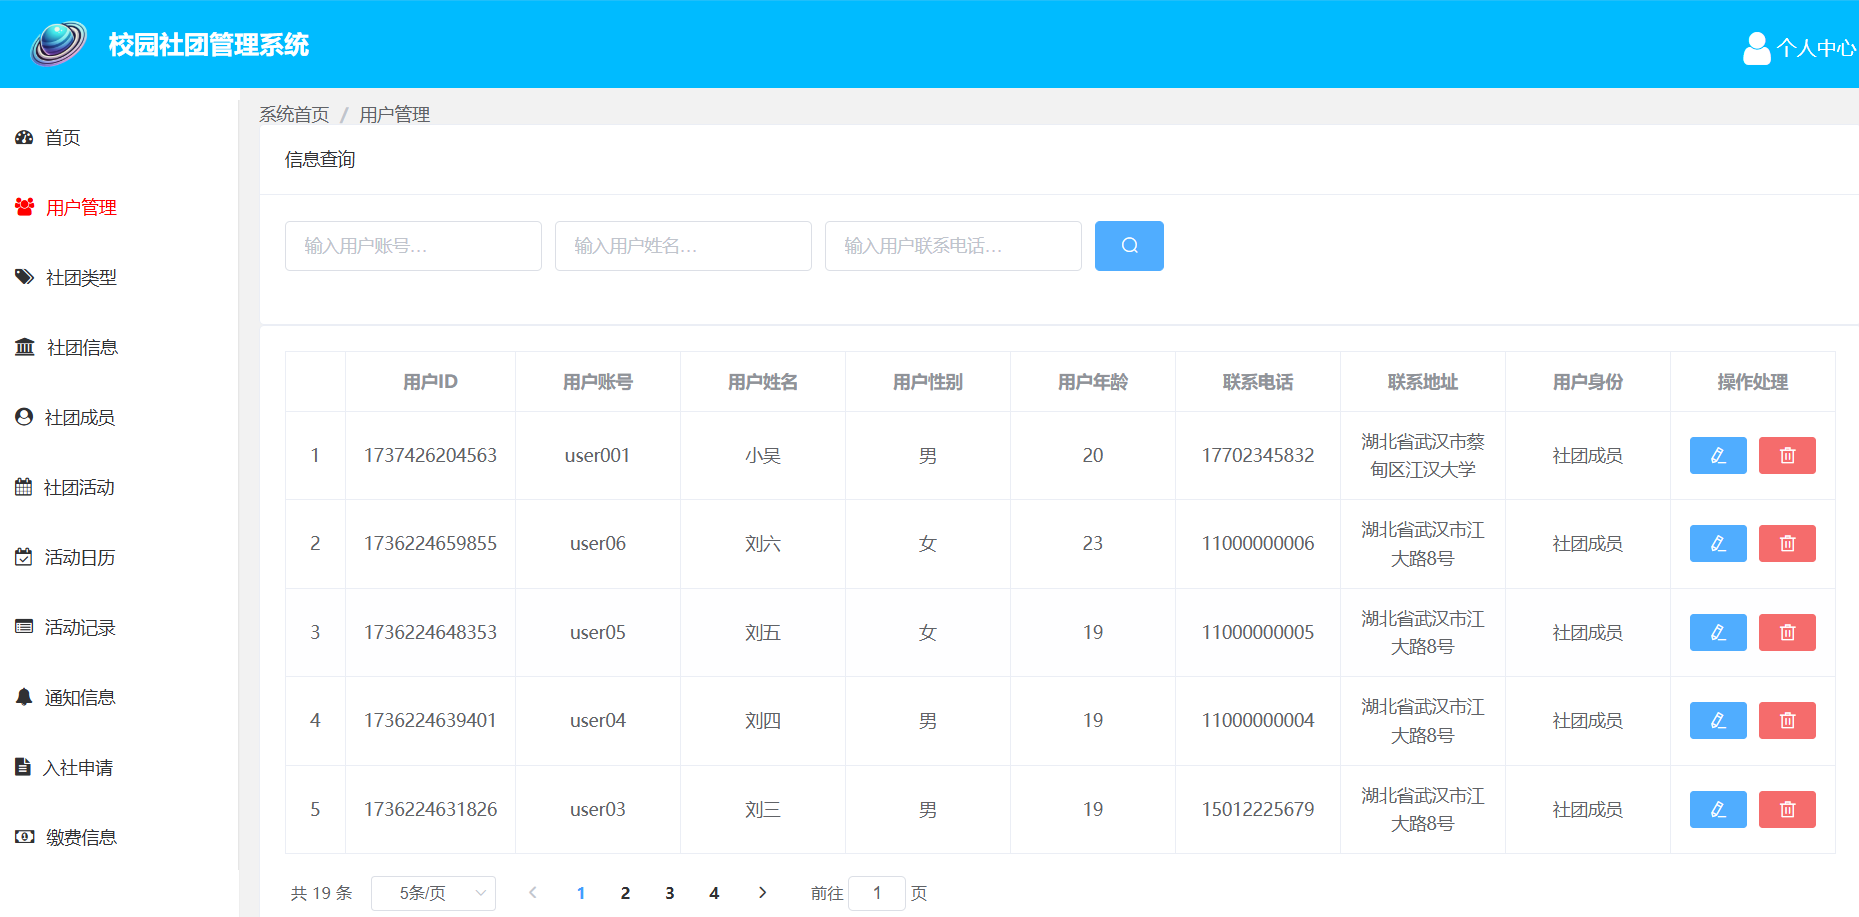 校园社团管理系统
个人中心
首页
用户管理
社团类型
社团信息
社团成员
社团活动
活动日历
活动记录
通知信息
入社申请
缴费信息
系统首页 / 用户管理
信息查询
输入用户账号...
输入用户姓名...
输入用户联系电话...
用户ID 用户账号 用户姓名 用户性别 用户年龄 联系电话 联系地址 用户身份 操作处理
1 1737426204563 user001 小吴 男 20 17702345832 湖北省武汉市蔡
甸区江汉大学 社团成员
2 1736224659855 user06 刘六 女 23 11000000006 湖北省武汉市江
大路8号 社团成员
3 1736224648353 user05 刘五 女 19 11000000005 湖北省武汉市江
大路8号 社团成员
4 1736224639401 user04 刘四 男 19 11000000004 湖北省武汉市江
大路8号 社团成员
5 1736224631826 user03 刘三 男 19 15012225679 湖北省武汉市江
大路8号 社团成员
共 19 条 5条/页 1 2 3 4 前往 1 页